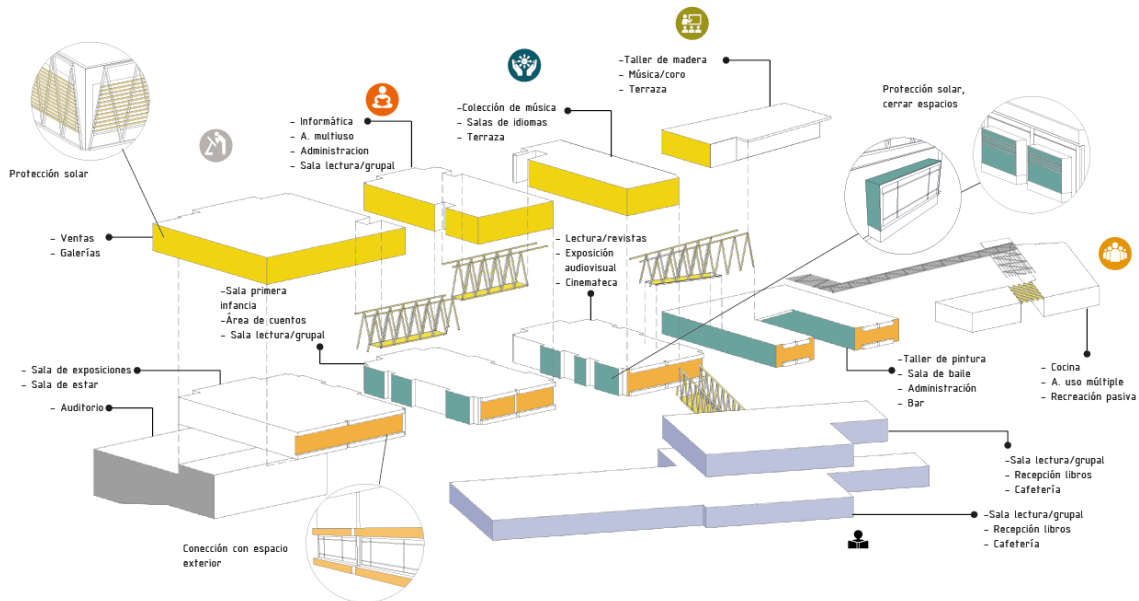 -Taller de madera
- Música/coro
- Terraza
Protección solar,
cerrar espacios
-Colección de música
- Salas de idiomas
- Terraza
- Informática
- A. multiuso
- Administracion
- Sala lectura/grupal
Protección solar
- Ventas
- Galerías
- Lectura/revistas
- Exposición
audiovisual
- Cinemateca
-Sala primera
infancia
-Área de cuentos
- Sala lectura/grupal
- Sala de exposiciones
- Sala de estar
- Auditorio
-Taller de pintura
- Sala de baile
- Administración
- Bar
- Cocina
- A. uso múltiple
- Recreación pasiva
-Sala lectura/grupal
- Recepción libros
- Cafetería
-Sala lectura/grupal
- Recepción libros
- Cafetería
Conección con espacio
exterior